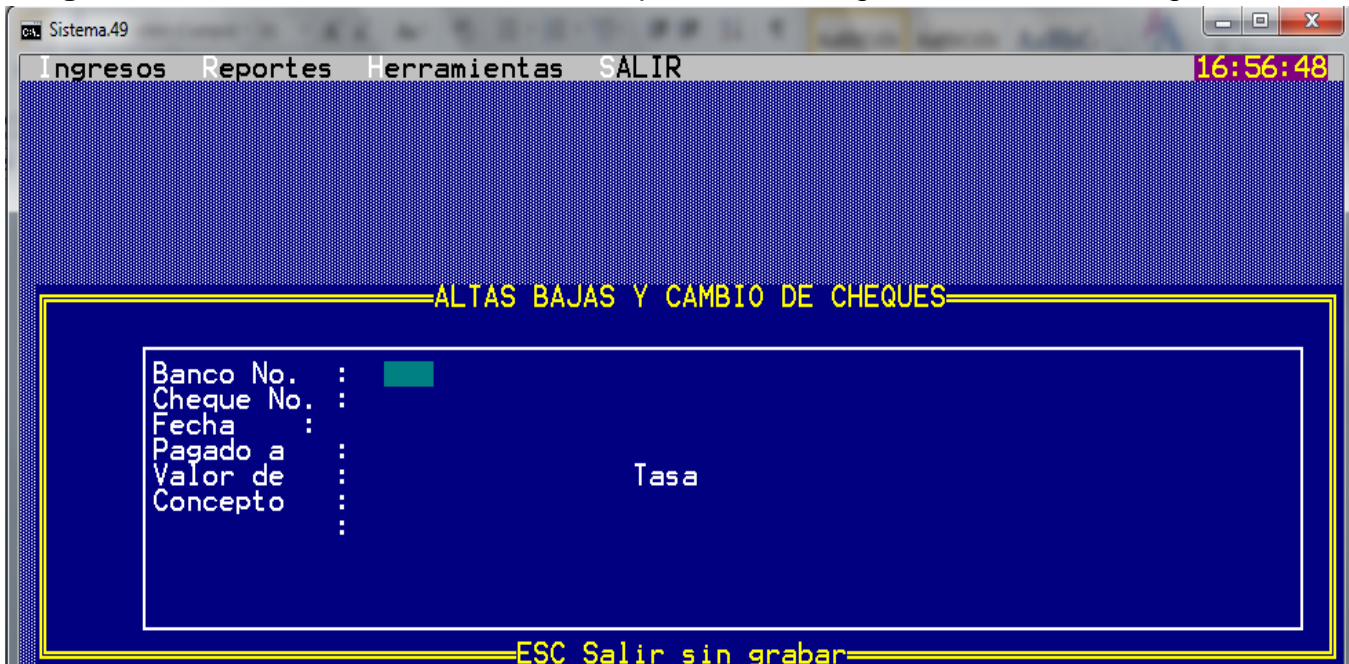 Sistema.49
Ingresos Reportes Herramientas SALIR 16:56:48
ALTAS BAJAS Y CAMBIO DE CHEQUES
Banco No. :
Cheque No. :
Fecha :
Pagado a :
Valor de : Tasa
Concepto :
:
ESC Salir sin grabar